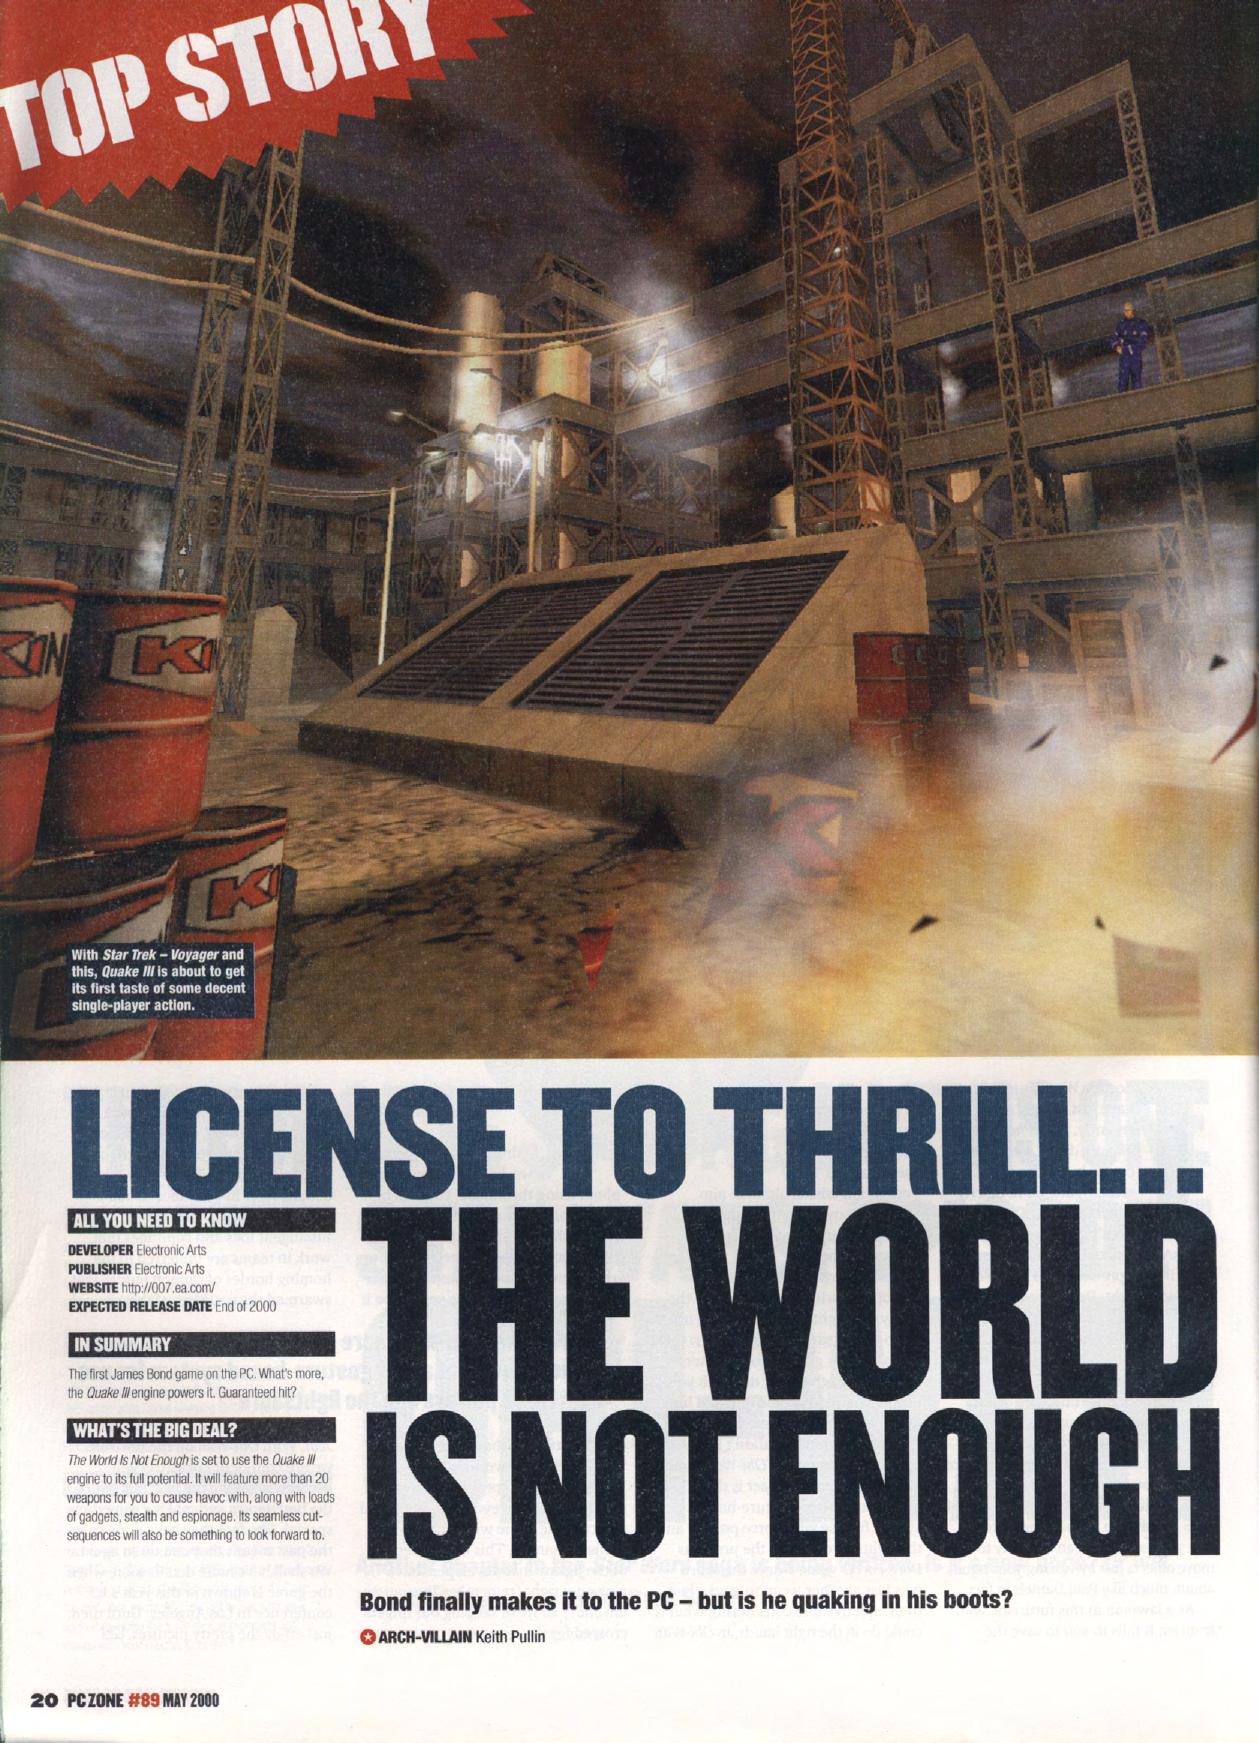 TOP STORY
KIN
K
K
With Star Trek – Voyager and
this, Quake III is about to get
its first taste of some decent
single-player action.
LICENSE TO THRILL...
THE WORLD
IS NOT ENOUGH
ALL YOU NEED TO KNOW
DEVELOPER Electronic Arts
PUBLISHER Electronic Arts
WEBSITE http://007.ea.com/
EXPECTED RELEASE DATE End of 2000
IN SUMMARY
The first James Bond game on the PC. What's more,
the Quake III engine powers it. Guaranteed hit?
WHAT'S THE BIG DEAL?
The World Is Not Enough is set to use the Quake III
engine to its full potential. It will feature more than 20
weapons for you to cause havoc with, along with loads
of gadgets, stealth and espionage. Its seamless cut-
sequences will also be something to look forward to.
Bond finally makes it to the PC – but is he quaking in his boots?
ARCH-VILLAIN Keith Pullin
20 PCZONE #89 MAY 2000